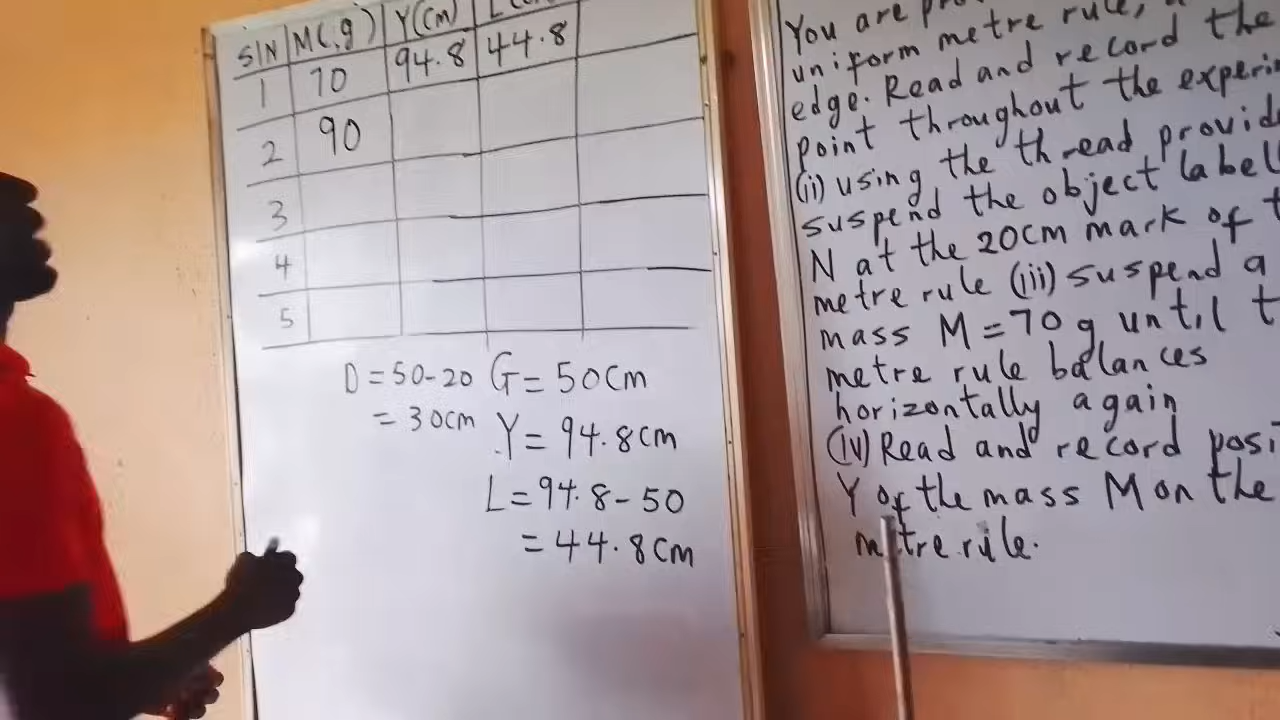 S/N M(g) Y(cm)
1 70 94.8 44.8
2 90
3
4
5
D = 50-20 G = 50cm
= 30cm Y = 94.8cm
L = 94.8-50
= 44.8cm
You are
uniform metre rule,
edge. Read and record the
point throughout the
(ii) using the thread
suspend the object
N at the 20cm mark of
metre rule (iii) suspend a
mass M = 70g until
metre rule balances
horizontally again
(iv) Read and record
Y of the mass M on the
metre rule.